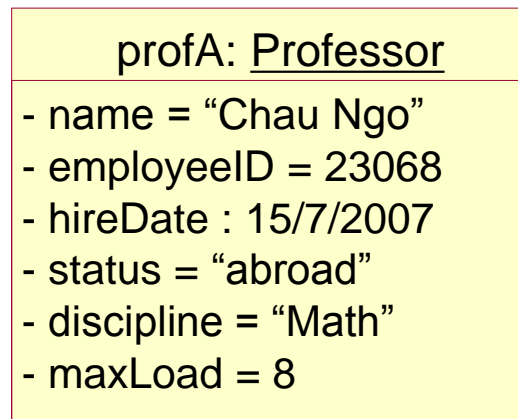 profA: Professor
- name = “Chau Ngo”
- employeeID = 23068
- hireDate : 15/7/2007
- status = “abroad”
- discipline = “Math”
- maxLoad = 8